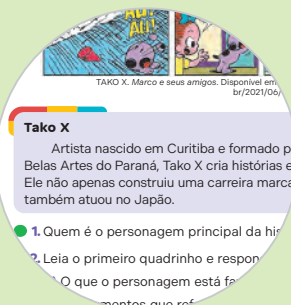 AU!
AU!
TAKO X. Marco e seus amigos. Disponível em
br/2021/06/
Tako X
Artista nascido em Curitiba e formado p
Belas Artes do Paraná, Tako X cria histórias e
Ele não apenas construiu uma carreira marca
também atuou no Japão.
1. Quem é o personagem principal da his
2. Leia o primeiro quadrinho e respon
O que o personagem está fa